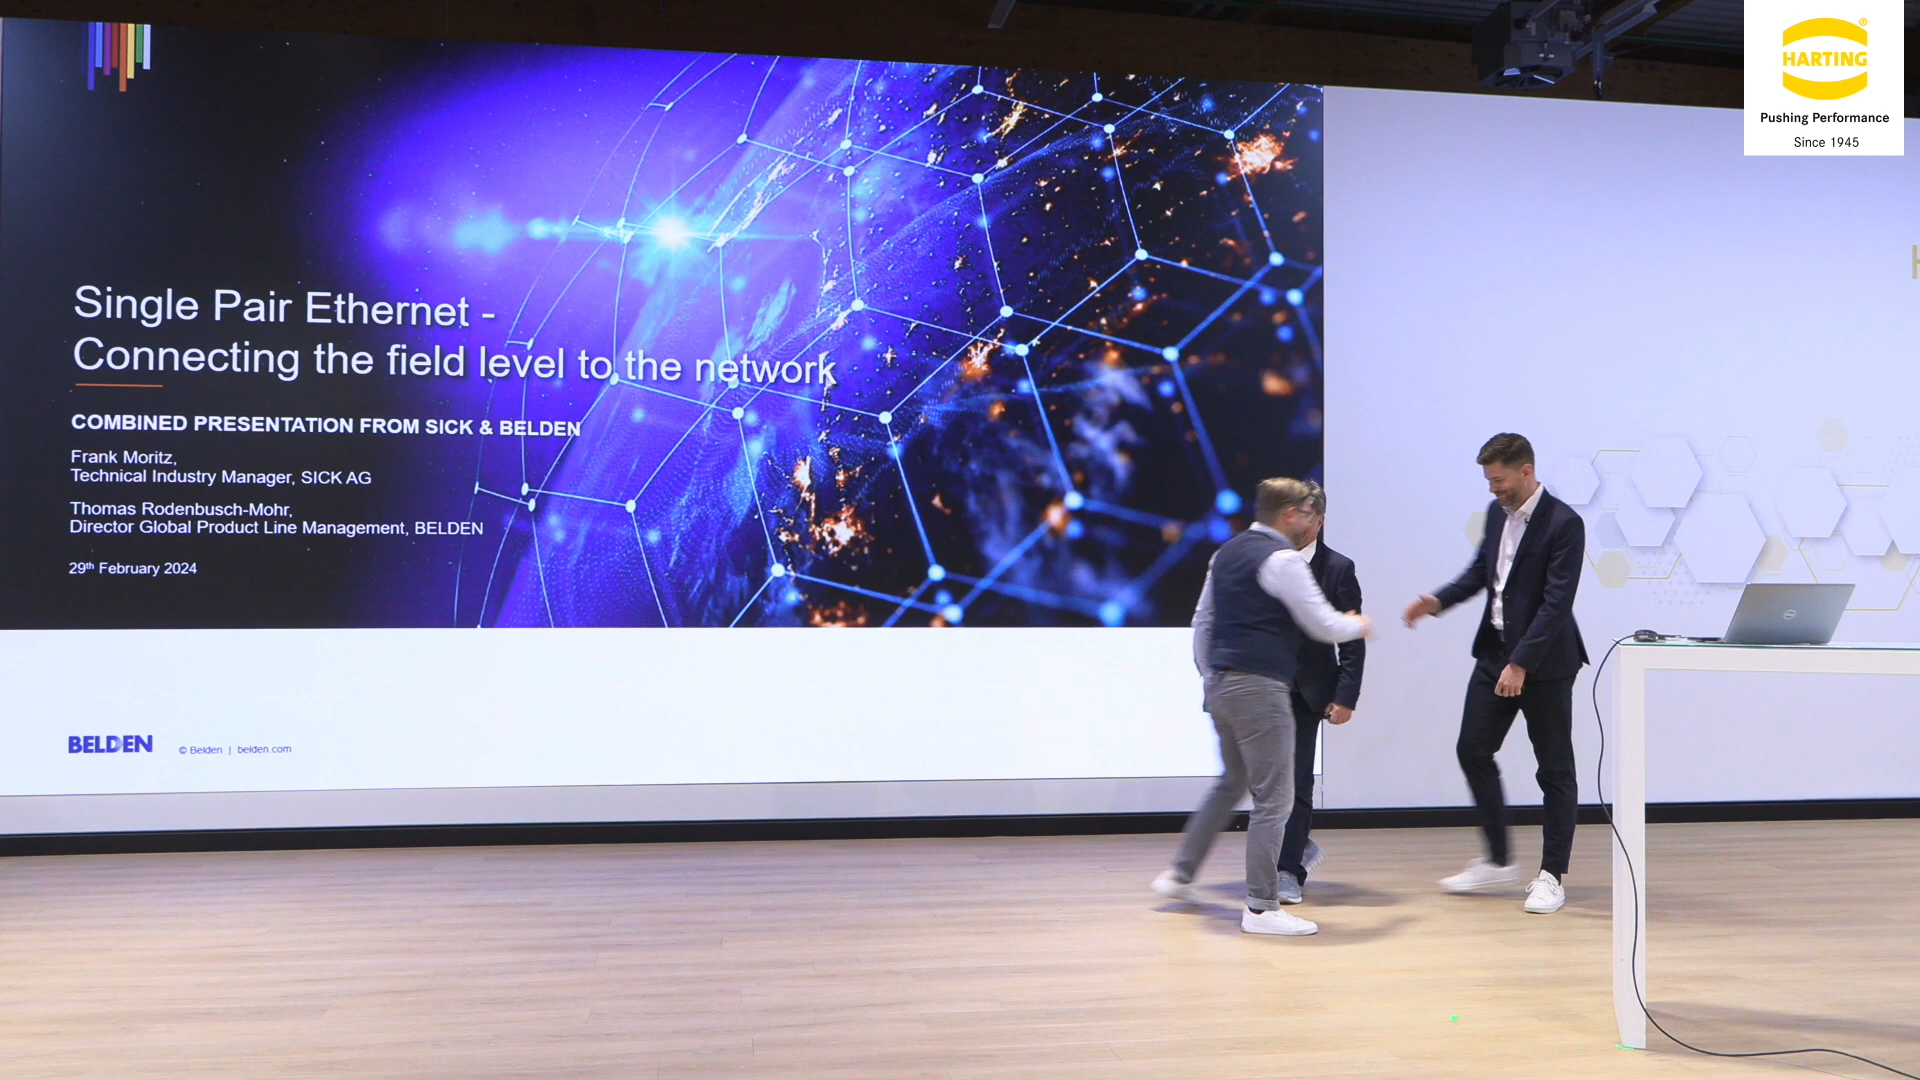 HARTING
®
Pushing Performance
Since 1945
Single Pair Ethernet -
Connecting the field level to the network
COMBINED PRESENTATION FROM SICK & BELDEN
Frank Moritz,
Technical Industry Manager, SICK AG
Thomas Rodenbusch-Mohr,
Director Global Product Line Management, BELDEN
29th February 2024
BELDEN
© Belden | belden.com
DELL